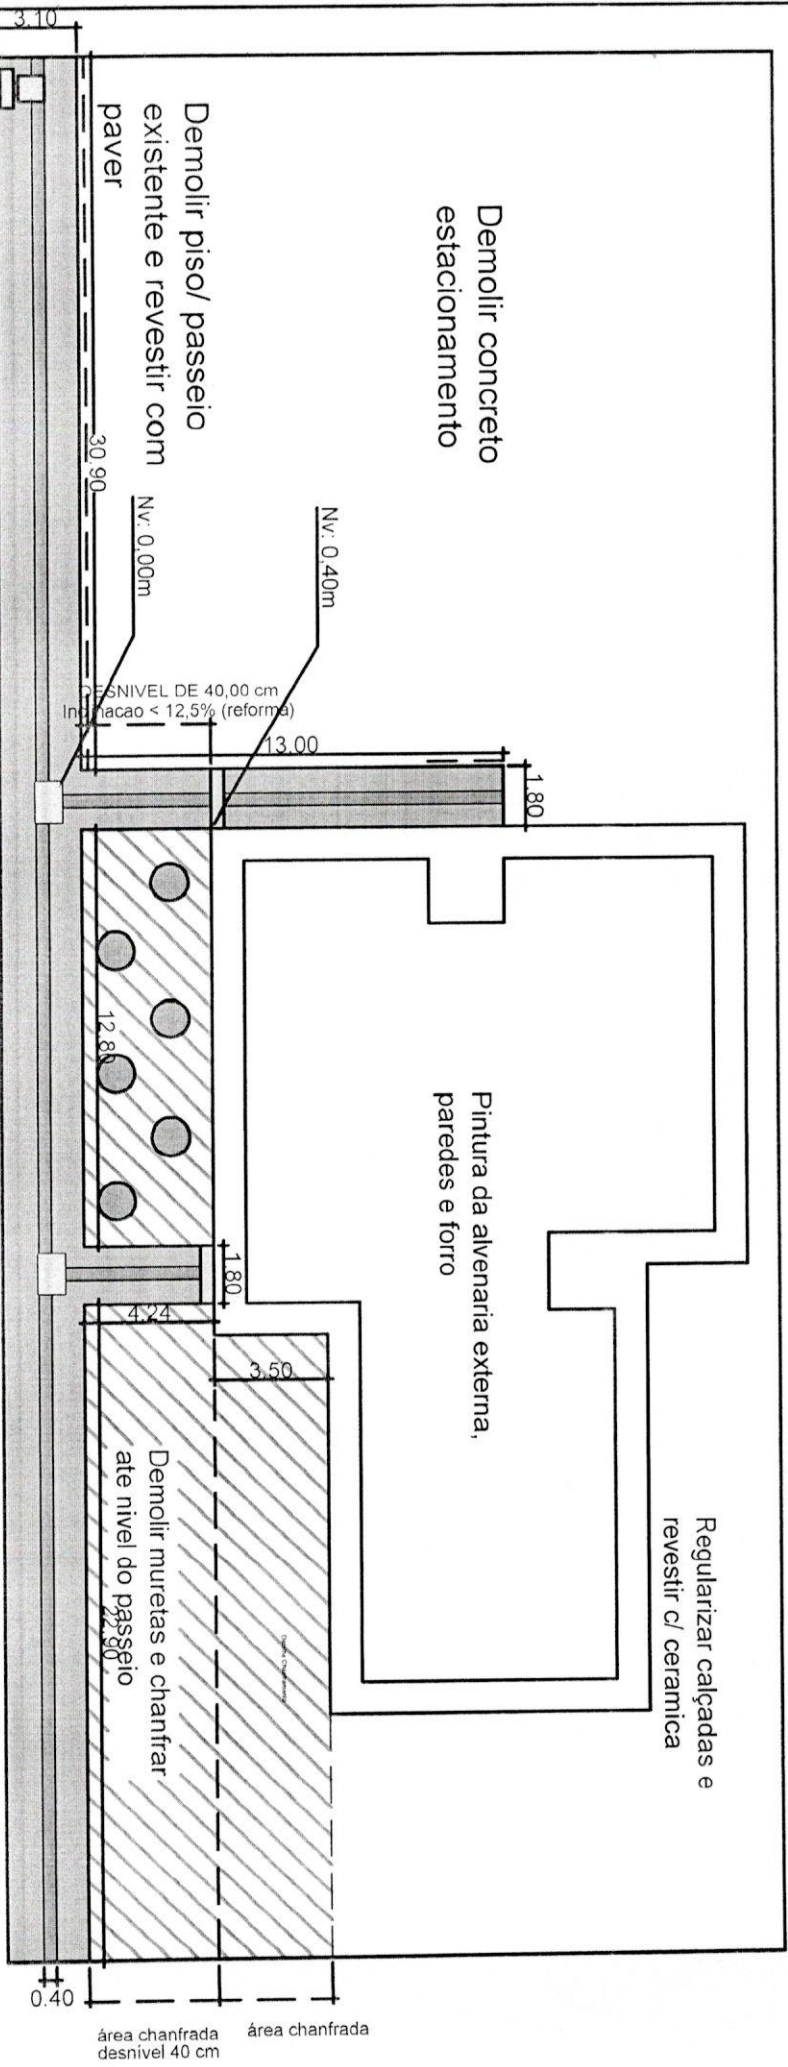 3.10
Demolir concreto
estacionamento
Demolir piso/ passeio
existente e revestir com
paver
30.90
Nv: 0,40m
Nv: 0,00m
DESNIVEL DE 40,00 cm
Inclinacao < 12,5% (reforma)
13.00
1.80
12.80
Pintura da alvenaria externa,
paredes e forro
1.80
4.24
3.50
Regularizar calçadas e
revestir c/ ceramica
Demolir muretas e chanfrar
ate nivel do passeio
22.90
0.40
área chanfrada
desnivel 40 cm
área chanfrada